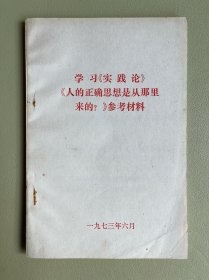 学习《实践论》
《人的正确思想是从那里
来的？》参考材料
一九七三年六月